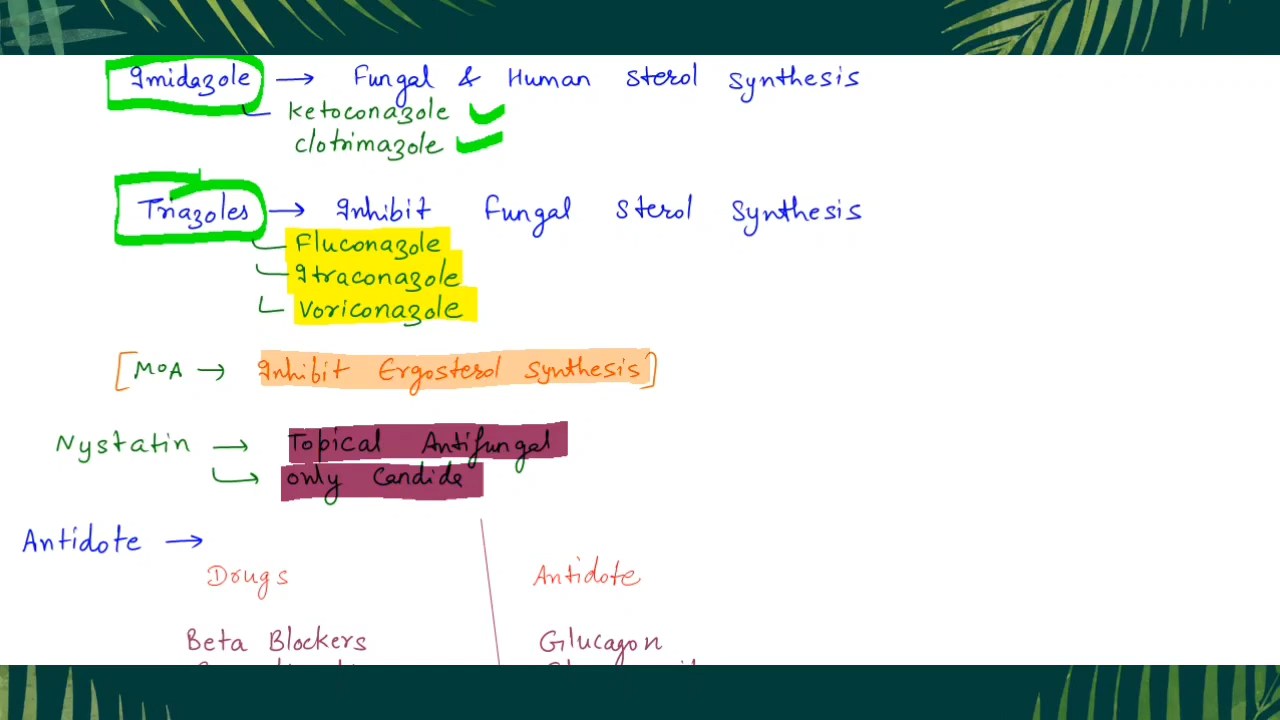 Imidazole → Fungal & Human Sterol Synthesis
ketoconazole
clotrimazole
Triazoles → Inhibit Fungal Sterol Synthesis
Fluconazole
Itraconazole
Voriconazole
[MOA → Inhibit Ergosterol Synthesis]
Nystatin → Topical Antifungal
only Candida
Antidote →
Drugs Antidote
Beta Blockers Glucagon